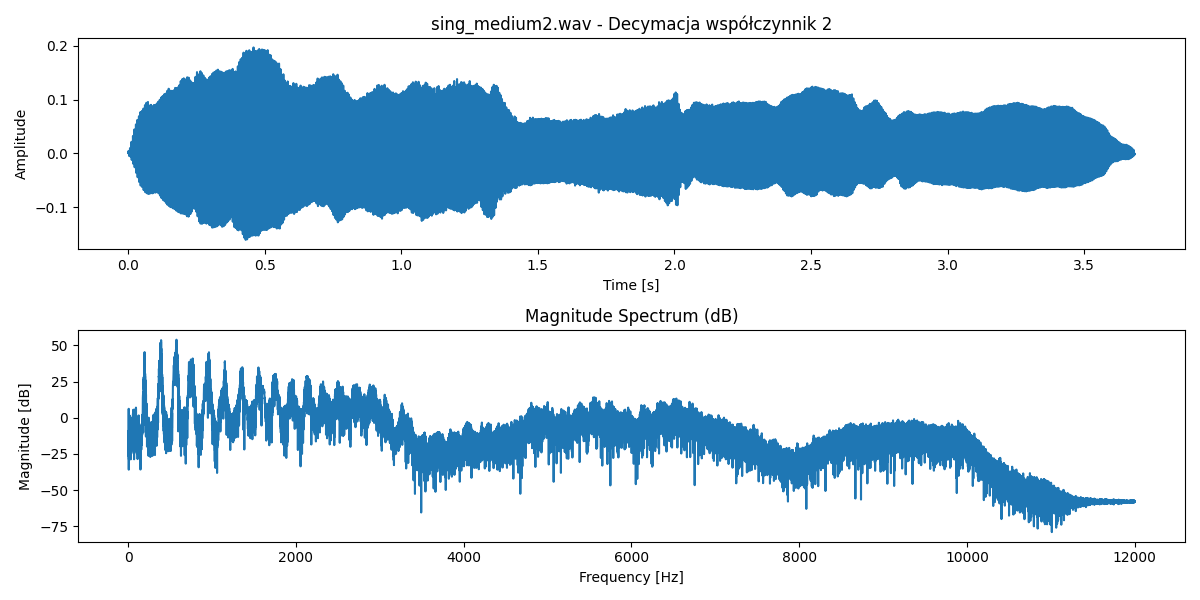 sing_medium2.wav - Decymacja współczynnik 2
0.2
0.1
0.0
−0.1
Amplitude
0.0 0.5 1.0 1.5 2.0 2.5 3.0 3.5
Time [s]
Magnitude Spectrum (dB)
50
25
0
−25
−50
−75
Magnitude [dB]
0 2000 4000 6000 8000 10000 12000
Frequency [Hz]